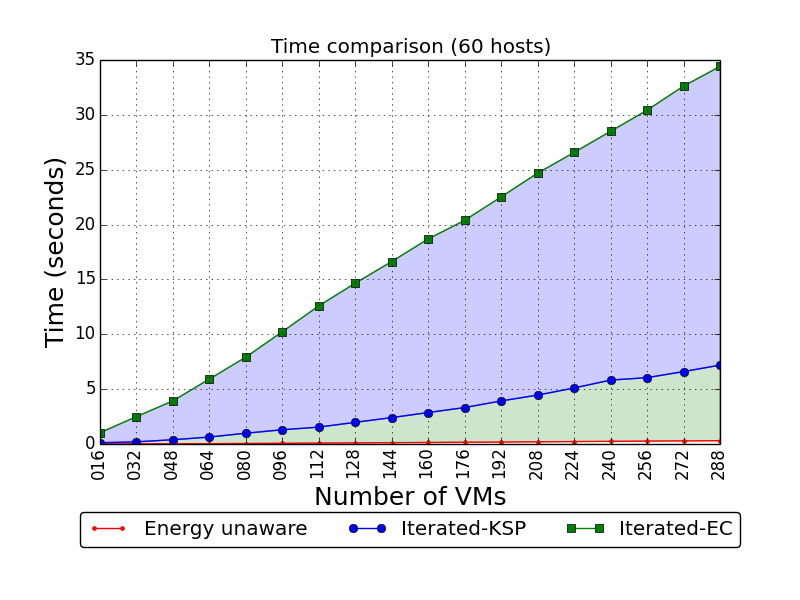 Time comparison (60 hosts)
35
30
25
20
15
10
5
0
Time (seconds)
016 032 048 064 080 096 112 128 144 160 176 192 208 224 240 256 272 288
Number of VMs
Energy unaware Iterated-KSP Iterated-EC